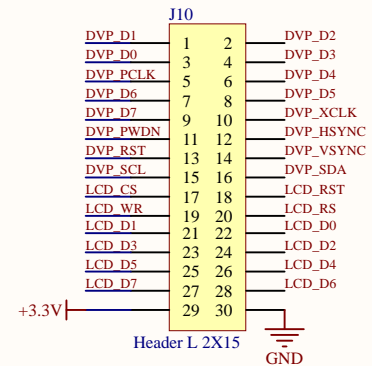 J10
DVP_D1 1 2 DVP_D2
DVP_D0 3 4 DVP_D3
DVP_PCLK 5 6 DVP_D4
DVP_D6 7 8 DVP_D5
DVP_D7 9 10 DVP_XCLK
DVP_PWDN 11 12 DVP_HSYNC
DVP_RST 13 14 DVP_VSYNC
DVP_SCL 15 16 DVP_SDA
LCD_CS 17 18 LCD_RST
LCD_WR 19 20 LCD_RS
LCD_D1 21 22 LCD_D0
LCD_D3 23 24 LCD_D2
LCD_D5 25 26 LCD_D4
LCD_D7 27 28 LCD_D6
+3.3V 29 30
Header L 2X15
GND